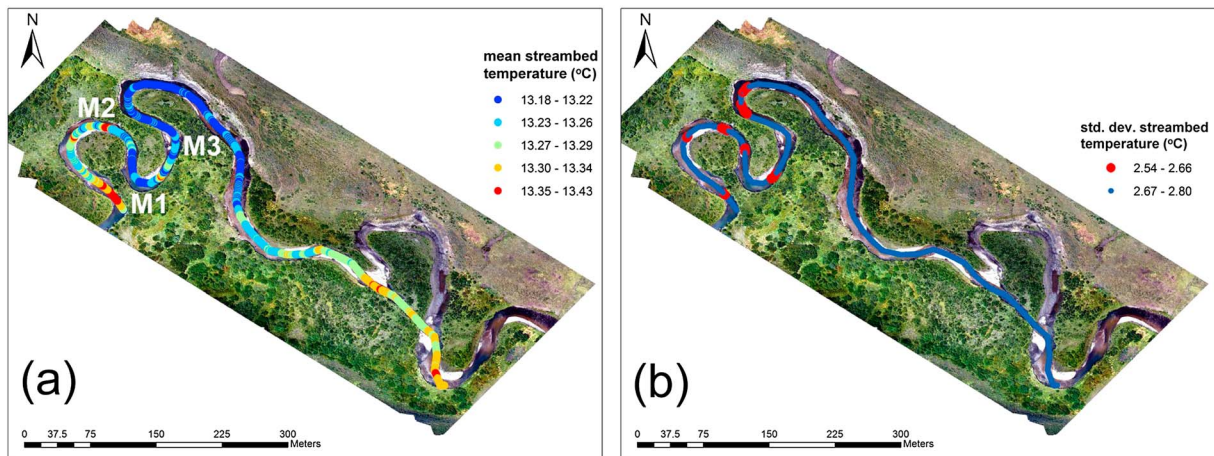 N
mean streambed
temperature (°C)
13.18 - 13.22
13.23 - 13.26
13.27 - 13.29
13.30 - 13.34
13.35 - 13.43
M2
M3
M1
(a)
0 37.5 75 150 225 300
Meters
N
std. dev. streambed
temperature (°C)
2.54 - 2.66
2.67 - 2.80
(b)
0 37.5 75 150 225 300
Meters